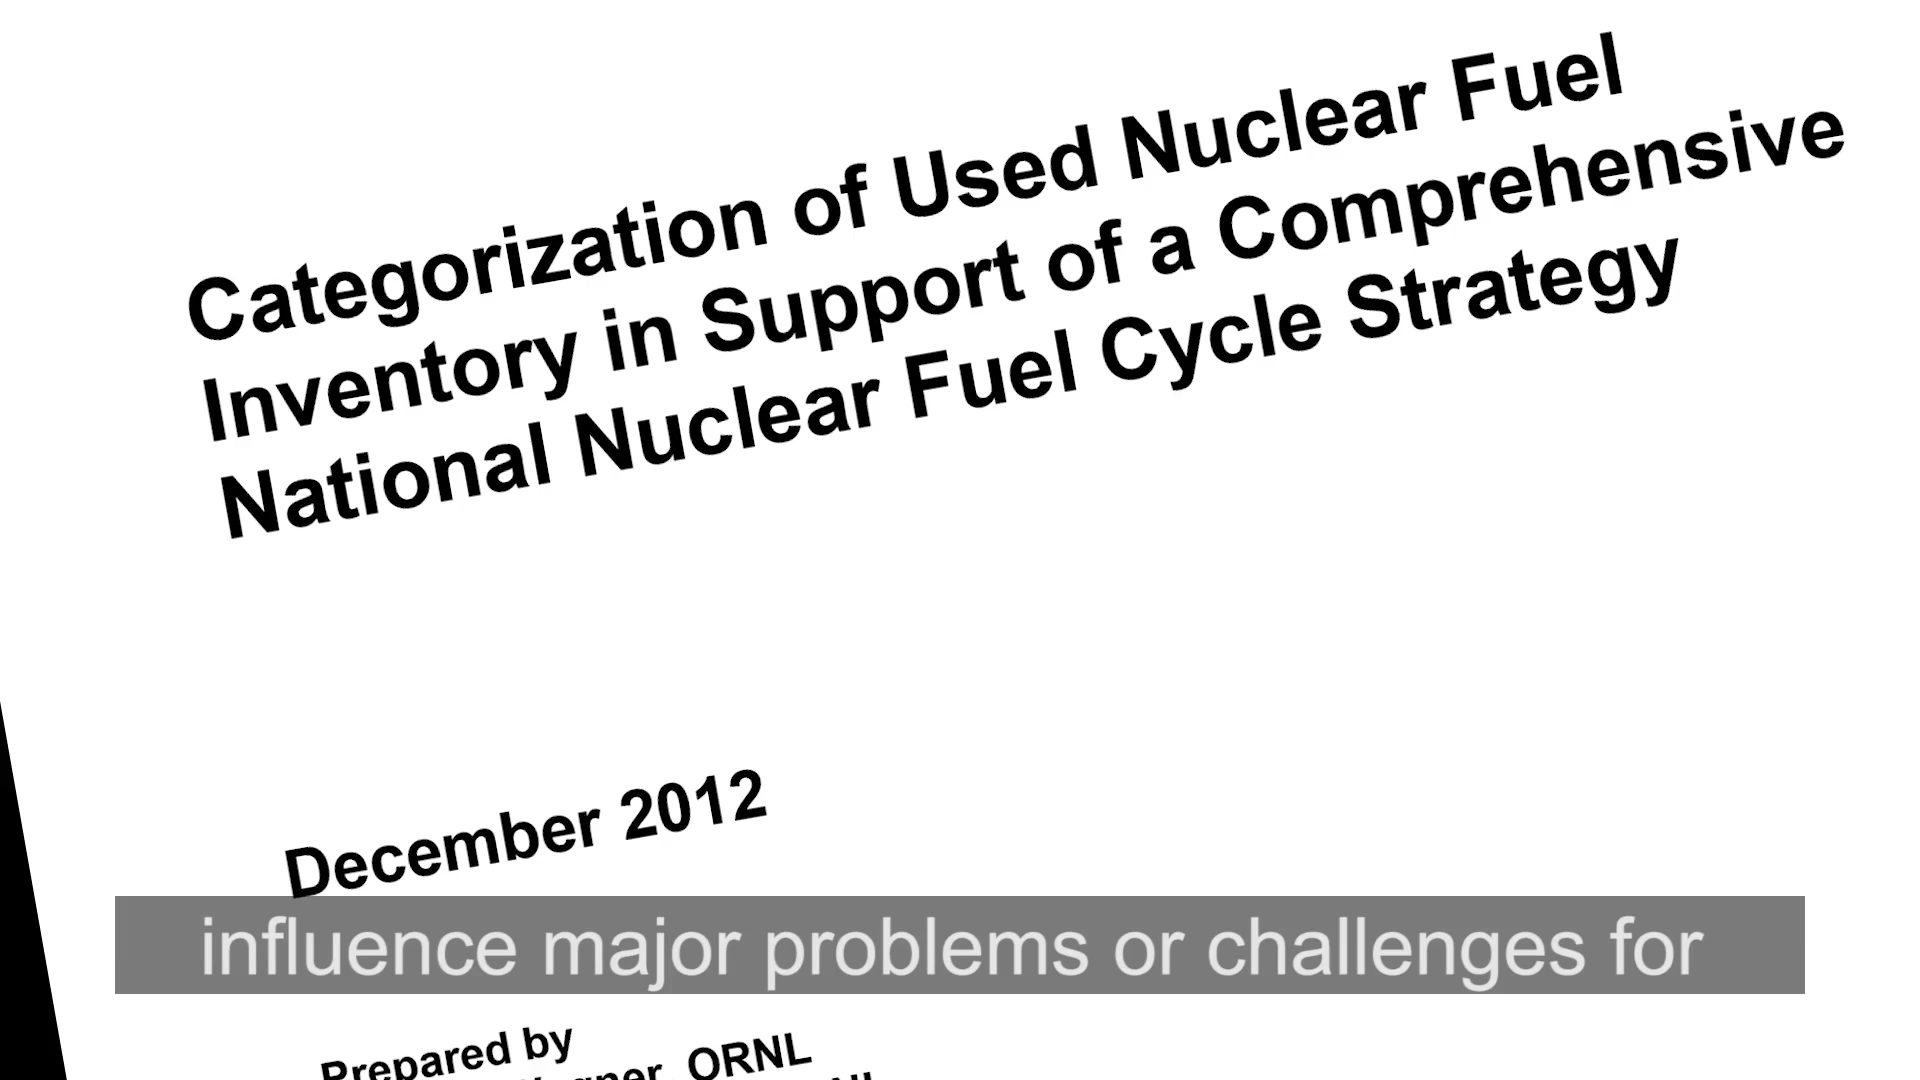 Categorization of Used Nuclear Fuel
Inventory in Support of a Comprehensive
National Nuclear Fuel Cycle Strategy
December 2012
influence major problems or challenges for
Prepared by
ORNL